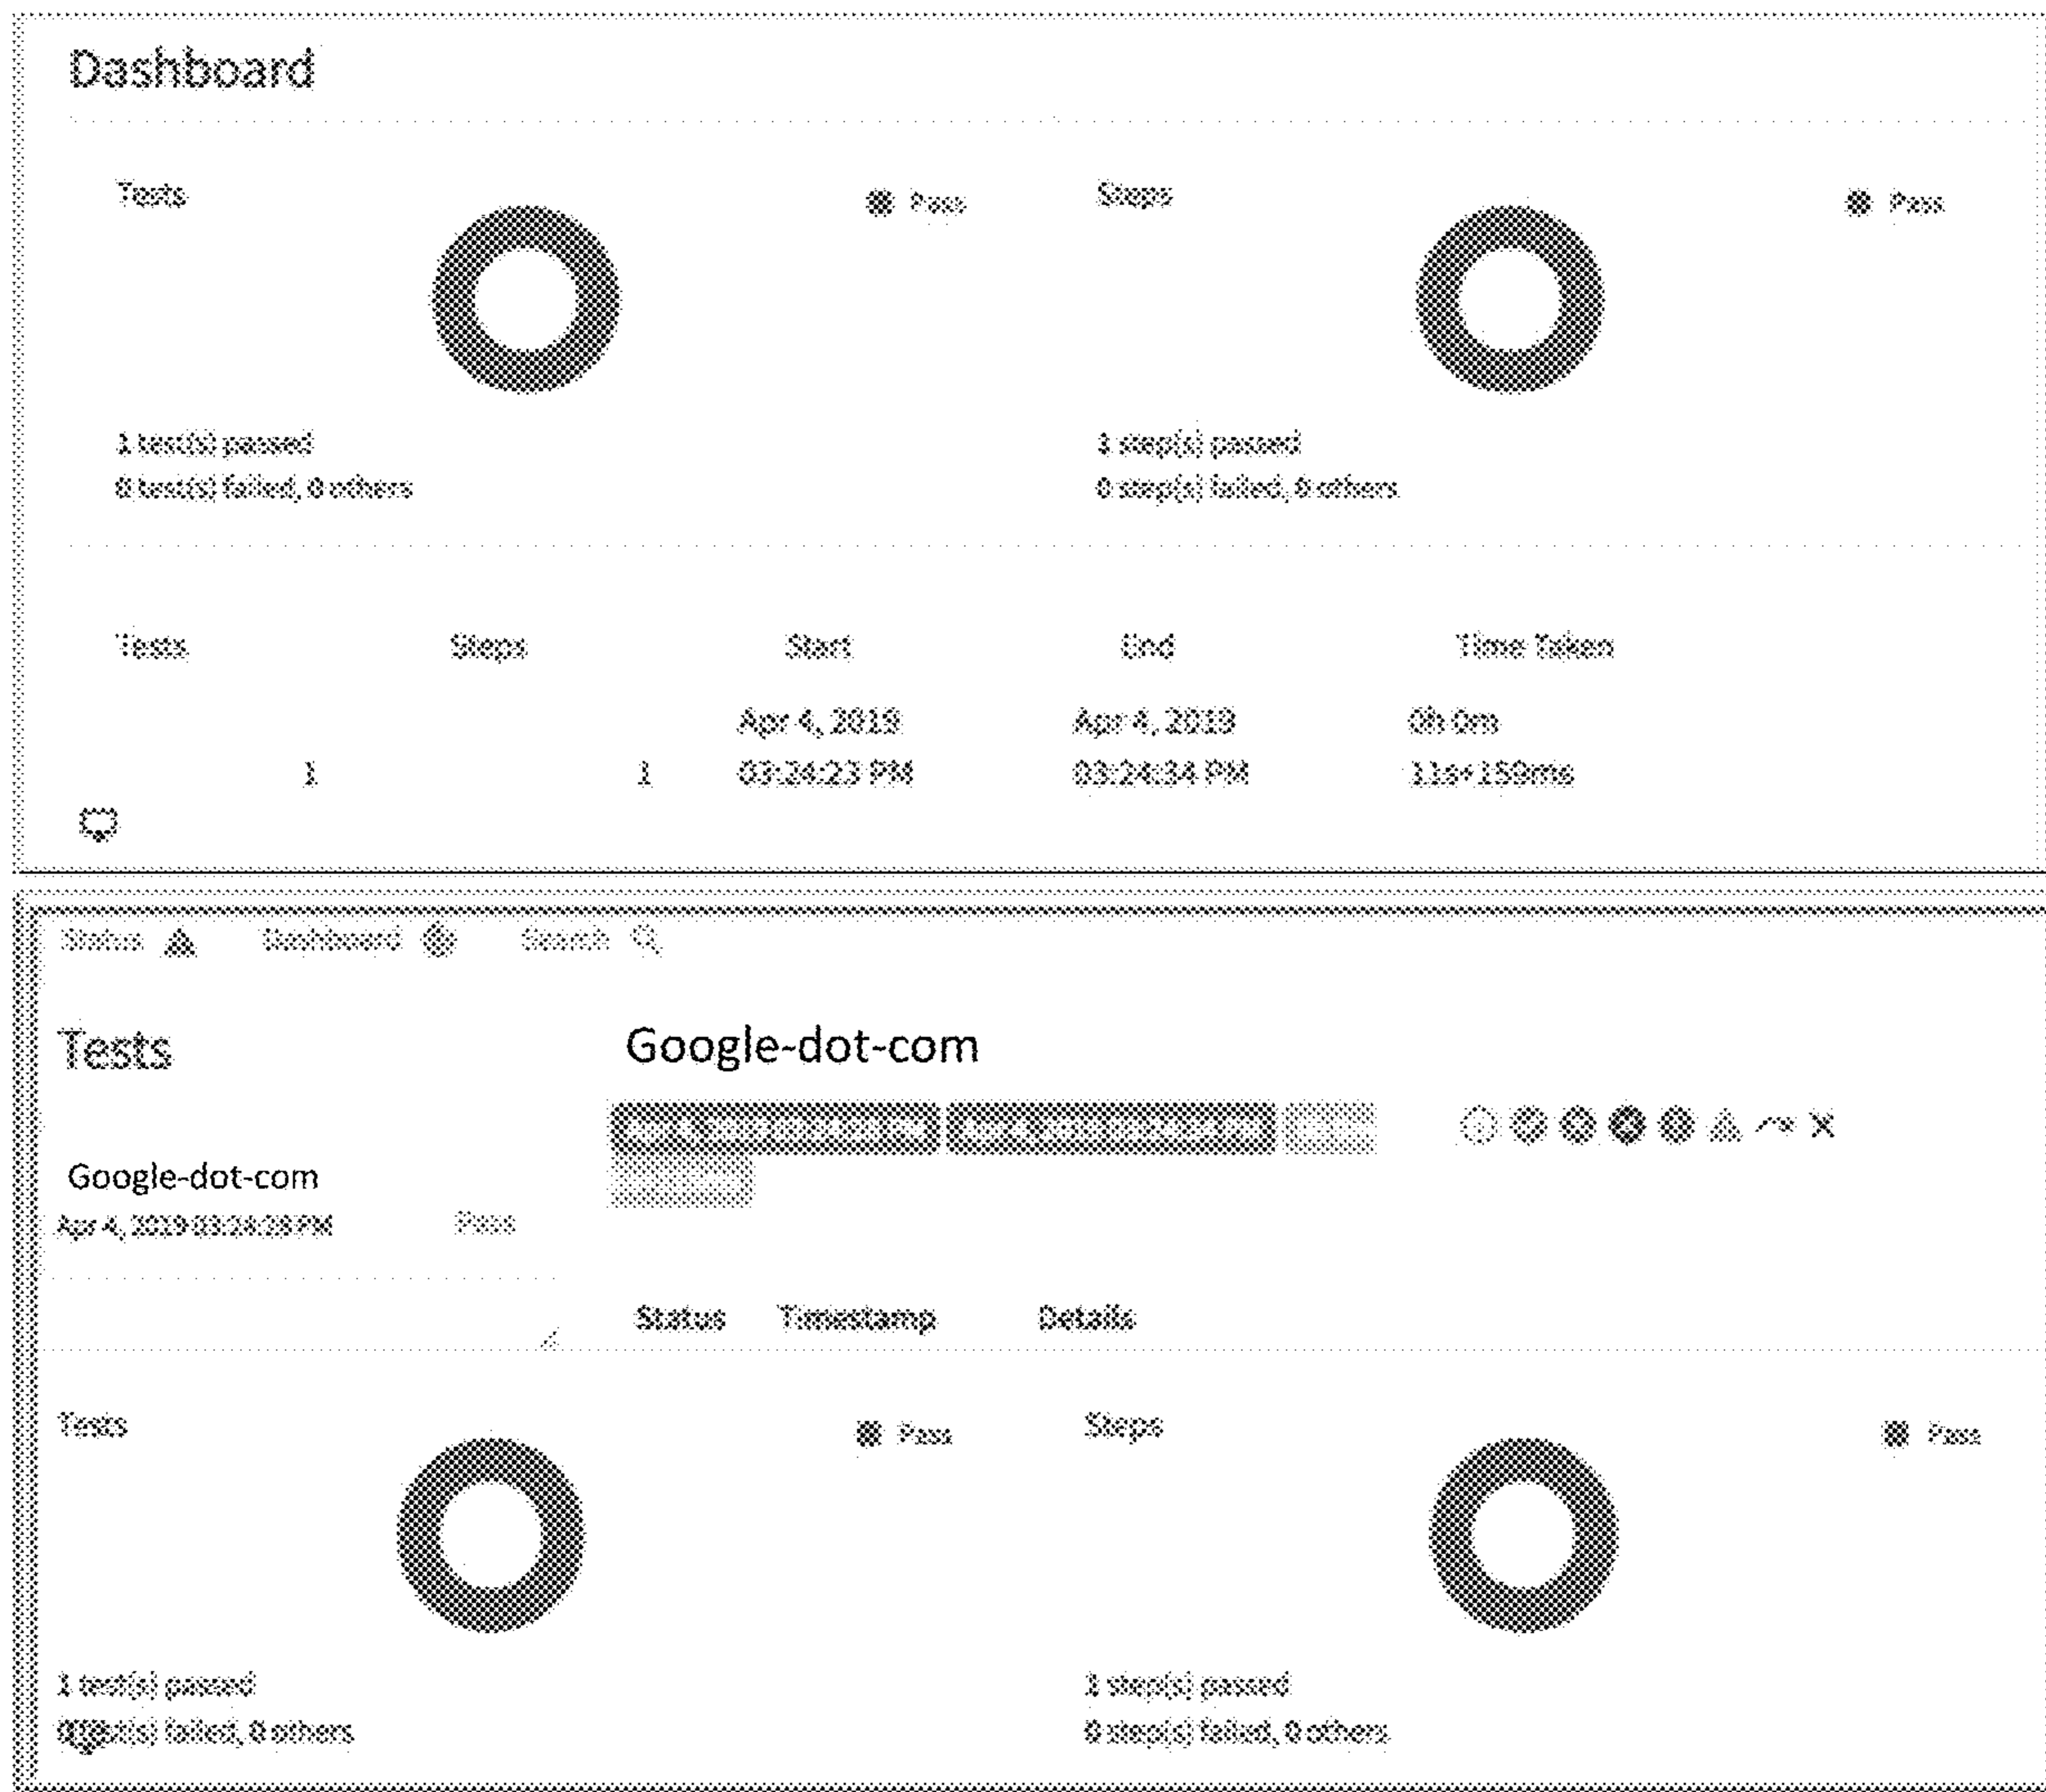 Dashboard
Tests
Pass
Steps
Pass
1 test(s) passed
0 test(s) failed, 0 others
1 step(s) passed
0 step(s) failed, 0 others
Tests Steps Start End Time Taken
Apr 4, 2019 Apr 4, 2019 0h 0m
1 1 03:24:23 PM 03:24:34 PM 11s+159ms
Status Dashboard Search
Tests
Google-dot-com
Google-dot-com
Apr 4, 2019 03:24:28 PM Pass
Status Timestamp Details
Tests
Pass
Steps
Pass
1 test(s) passed
failed, 0 others
1 step(s) passed
0 step(s) failed, 0 others